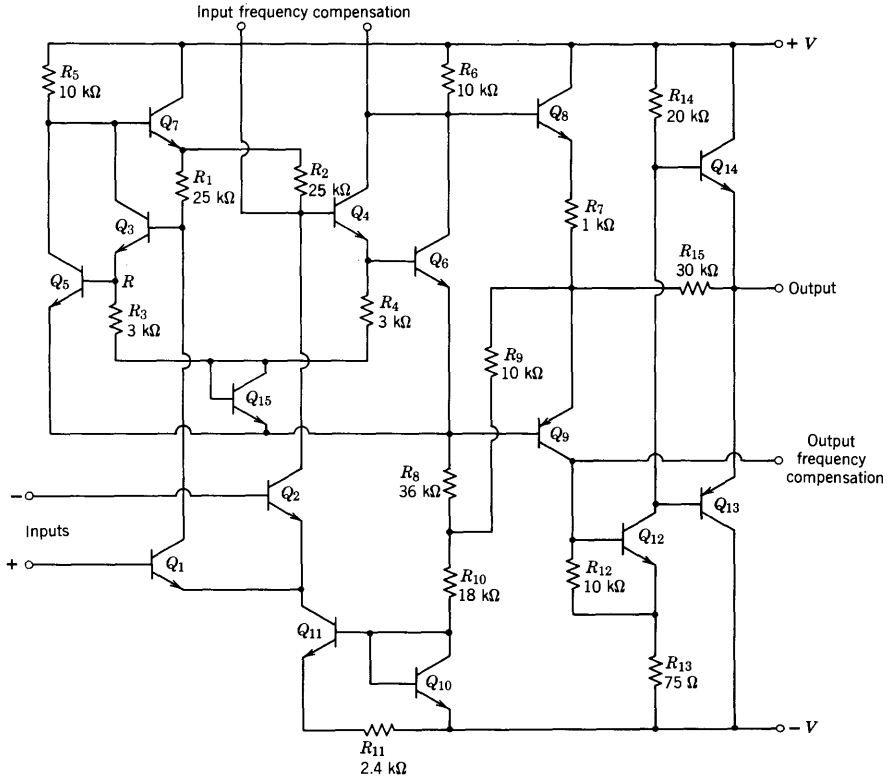 Input frequency compensation
+ V
R5
10 kΩ
R6
10 kΩ
R14
20 kΩ
Q7
Q8
Q14
R1
25 kΩ
R2
25 kΩ
Q4
R7
1 kΩ
Q3
Q6
R15
30 kΩ
Q5
R
Output
R3
3 kΩ
R4
3 kΩ
R9
10 kΩ
Q15
Q9
Output
frequency
compensation
R8
36 kΩ
−
Q2
Q13
Inputs
Q12
+
Q1
R10
18 kΩ
R12
10 kΩ
Q11
Q10
R13
75 Ω
− V
R11
2.4 kΩ